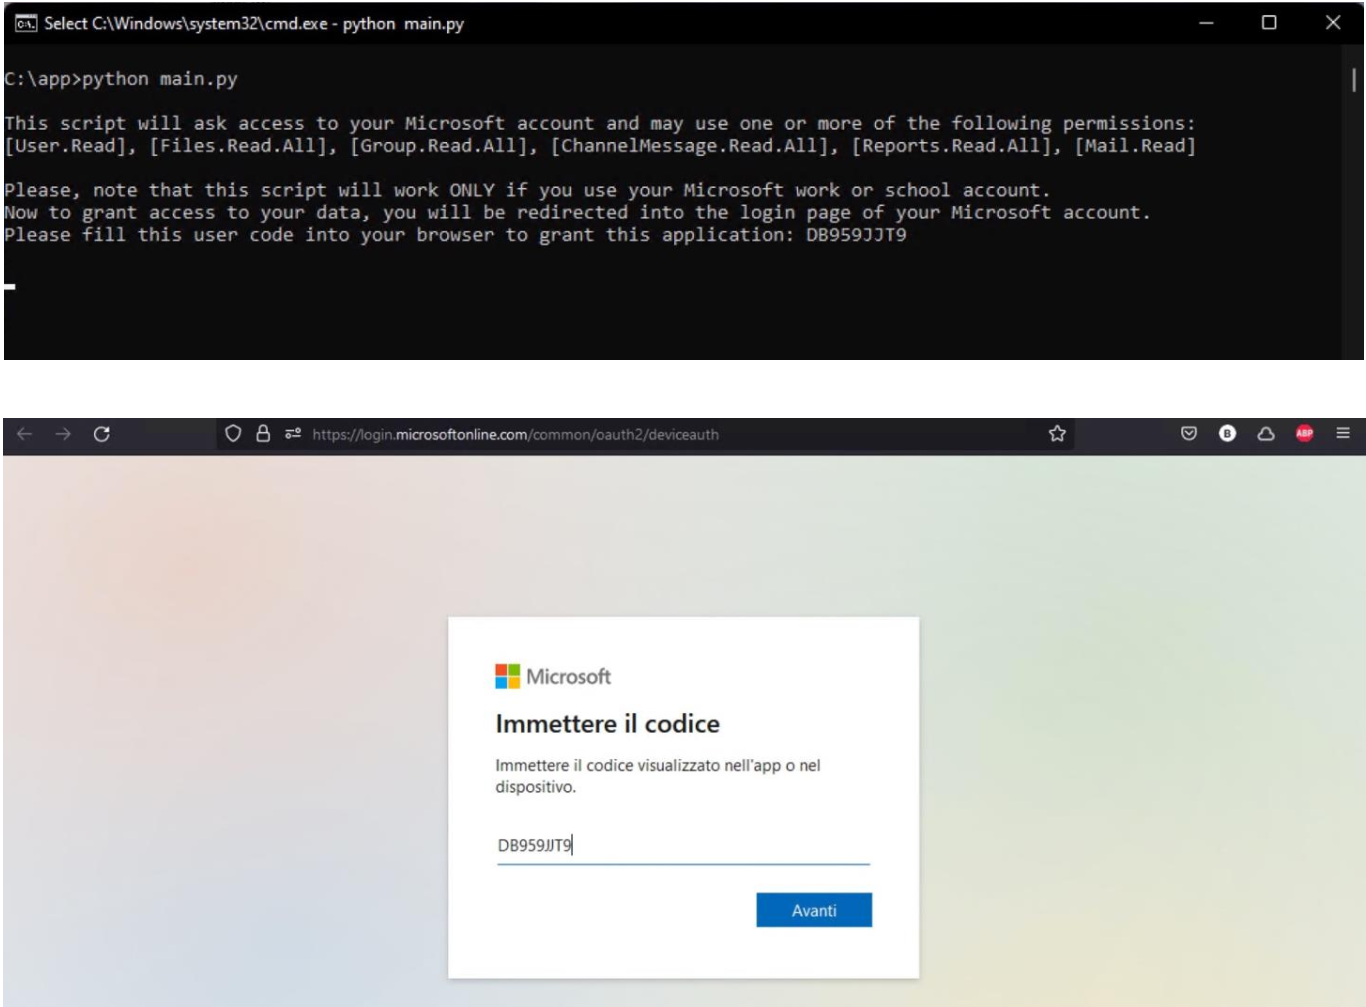 Select C:\Windows\system32\cmd.exe - python  main.py
C:\app>python main.py
This script will ask access to your Microsoft account and may use one or more of the following permissions:
[User.Read], [Files.Read.All], [Group.Read.All], [ChannelMessage.Read.All], [Reports.Read.All], [Mail.Read]
Please, note that this script will work ONLY if you use your Microsoft work or school account.
Now to grant access to your data, you will be redirected into the login page of your Microsoft account.
Please fill this user code into your browser to grant this application: DB959JJT9
https://login.microsoftonline.com/common/oauth2/deviceauth
B
ABP
Microsoft
Immettere il codice
Immettere il codice visualizzato nell'app o nel
dispositivo.
DB959JJT9
Avanti